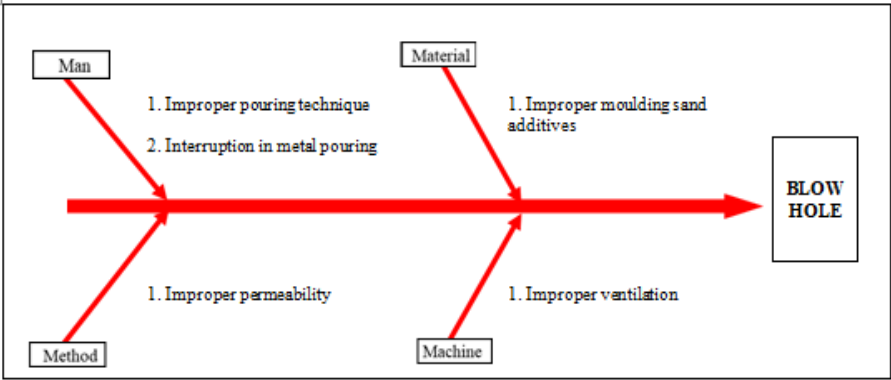 Man
Material
1. Improper pouring technique
2. Interruption in metal pouring
1. Improper moulding sand
additives
BLOW
HOLE
1. Improper permeability
1. Improper ventilation
Method
Machine